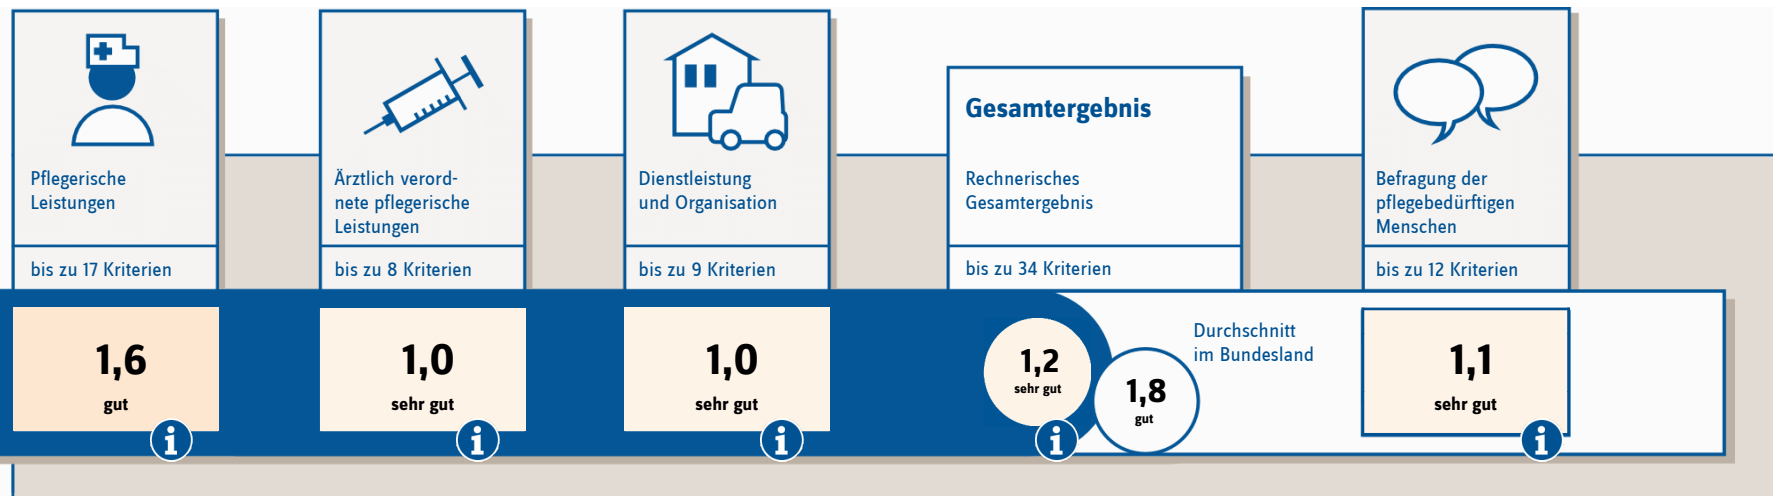 Pflegerische
Leistungen
bis zu 17 Kriterien
1,6
gut
i
Ärztlich verord-
nete pflegerische
Leistungen
bis zu 8 Kriterien
1,0
sehr gut
i
Dienstleistung
und Organisation
bis zu 9 Kriterien
1,0
sehr gut
i
Gesamtergebnis
Rechnerisches
Gesamtergebnis
bis zu 34 Kriterien
1,2
sehr gut
i
1,8
gut
Durchschnitt
im Bundesland
Befragung der
pflegebedürftigen
Menschen
bis zu 12 Kriterien
1,1
sehr gut
i